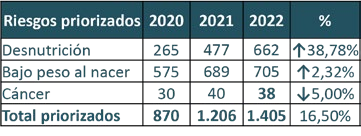 Riesgos priorizados 2020 2021 2022 %
Desnutrición 265 477 662 ↑38,78%
Bajo peso al nacer 575 689 705 ↑2,32%
Cáncer 30 40 38 ↓5,00%
Total priorizados 870 1.206 1.405 16,50%